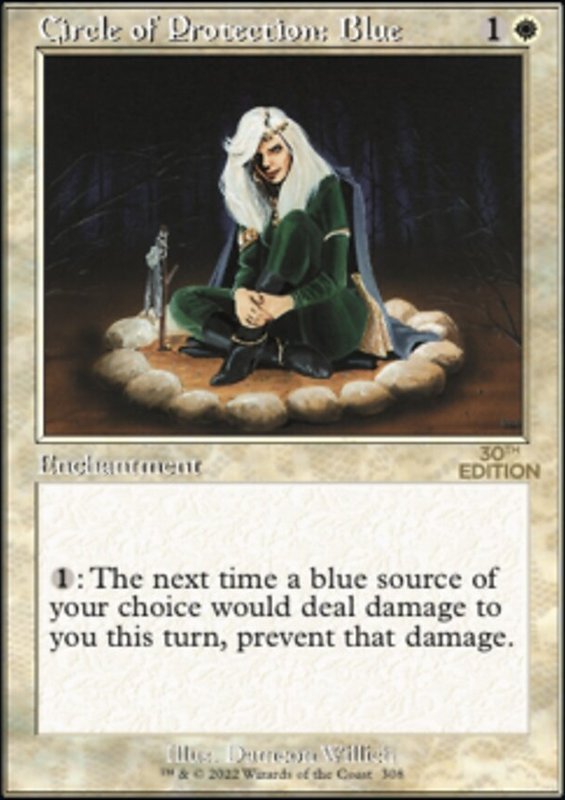 Circle of Protection: Blue 1
Enchantment
30TH
EDITION
1: The next time a blue source of
your choice would deal damage to
you this turn, prevent that damage.
Illus. Dameon Willich
™ & © 2022 Wizards of the Coast 308